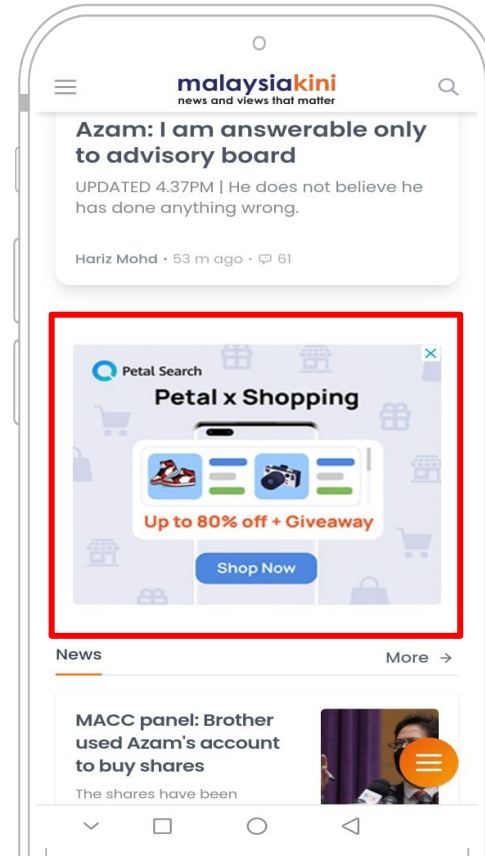 malaysiakini
news and views that matter
Azam: I am answerable only
to advisory board
UPDATED 4.37PM | He does not believe he
has done anything wrong.
Hariz Mohd • 53 m ago • 61
Petal Search
Petal x Shopping
Up to 80% off + Giveaway
Shop Now
News
More →
MACC panel: Brother
used Azam's account
to buy shares
The shares have been